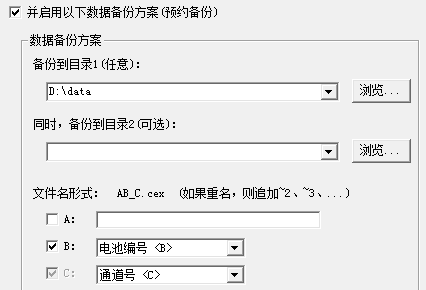 并启用以下数据备份方案(预约备份)
数据备份方案
备份到目录1(任意):
D:\data
浏览...
同时，备份到目录2(可选):
浏览...
文件名形式: AB_C.cex (如果重名，则追加~2、~3、...)
A:
B: 电池编号 <B>
C: 通道号 <C>